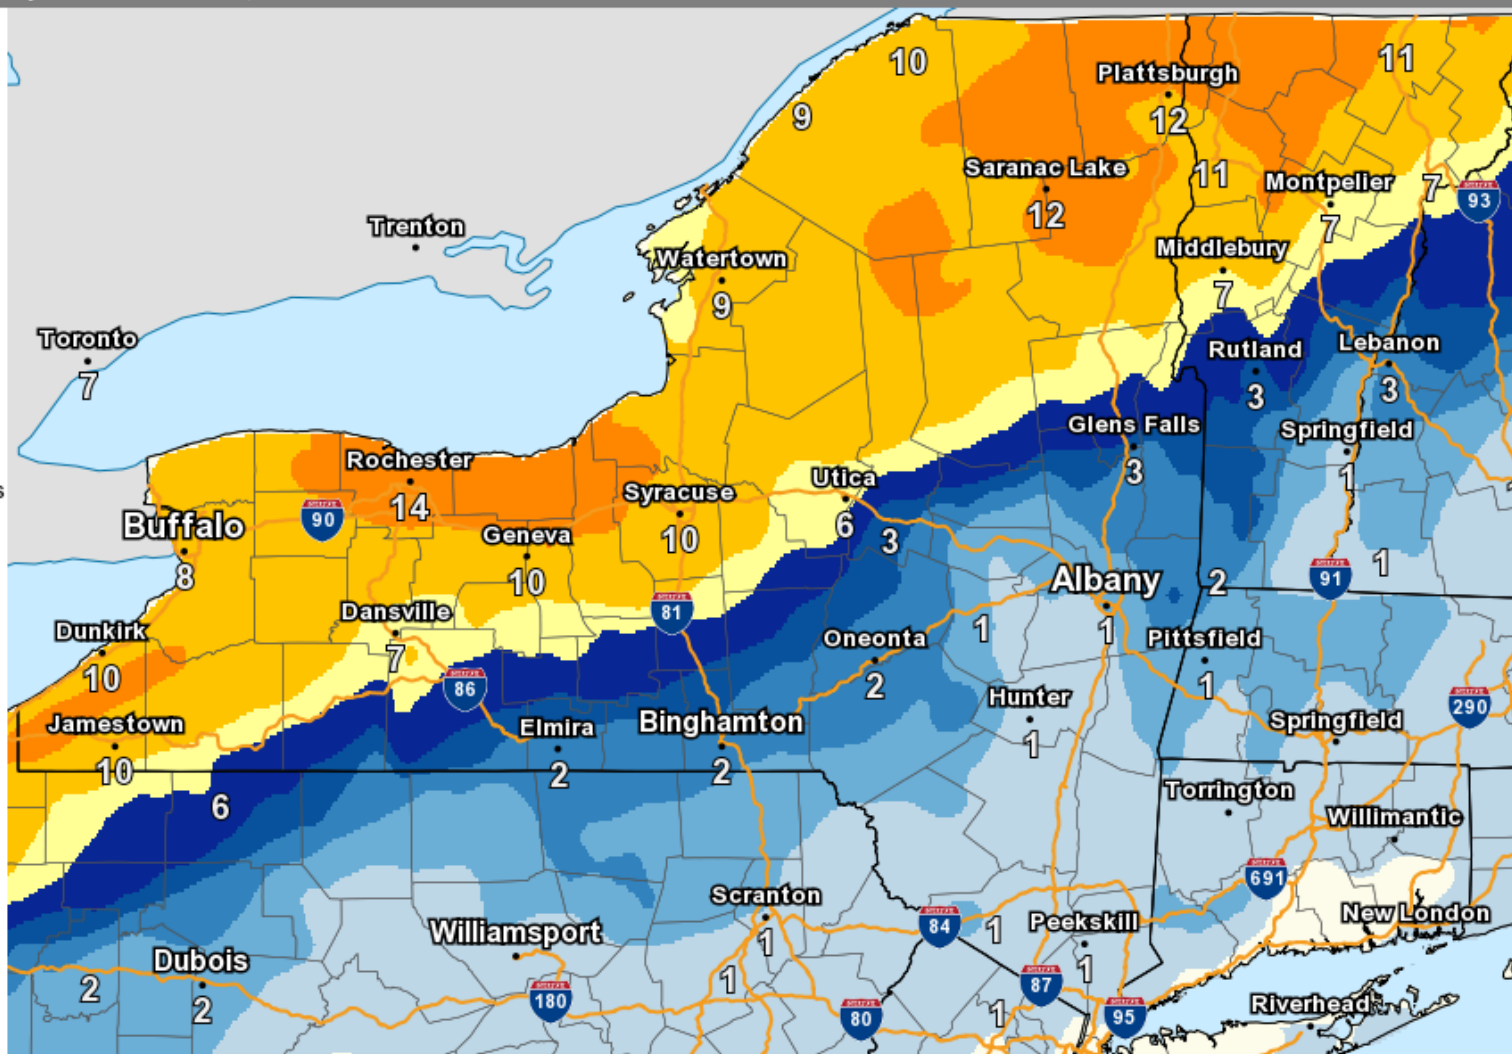 10
11
Plattsburgh
9
12
Saranac Lake
11
Montpelier
7
93
12
7
Trenton
Middlebury
Watertown
7
9
Toronto
7
Rutland
Lebanon
3
3
Glens Falls
Springfield
3
1
Rochester
14
Utica
6
Syracuse
10
90
Buffalo
8
Geneva
10
3
Albany
1
2
91
1
81
Dansville
7
Dunkirk
10
Oneonta
2
1
Pittsfield
1
86
Hunter
1
290
Jamestown
10
Elmira
2
Binghamton
2
Springfield
6
Torrington
Willimantic
691
Scranton
1
New London
84
1
Peekskill
1
Williamsport
Dubois
2
2
1
180
87
1
80
95
Riverhead